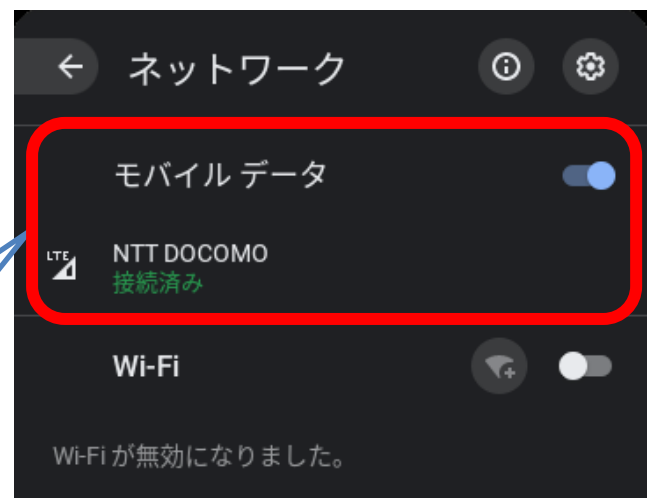 ネットワーク
モバイル データ
LTE
NTT DOCOMO
接続済み
Wi-Fi
Wi-Fi が無効になりました。